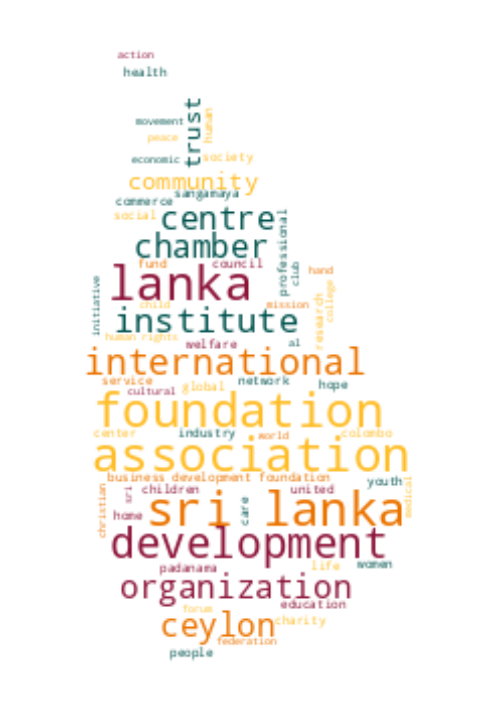 action
health
trust
movement
human
peace
economic society
community
sangamaya
commerce
social centre
professional
chamber
club
fund council
hand
lanka
initiative
child mission
research
college
institute
human rights
welfare al
international
service network hope
cultural global
foundation
center industry world colombo
association
business development foundation
youth
medical
christian
sri
children united
sri lanka
care
home
development
padanama life women
organization
education
forum
ceylon charity
federation
people